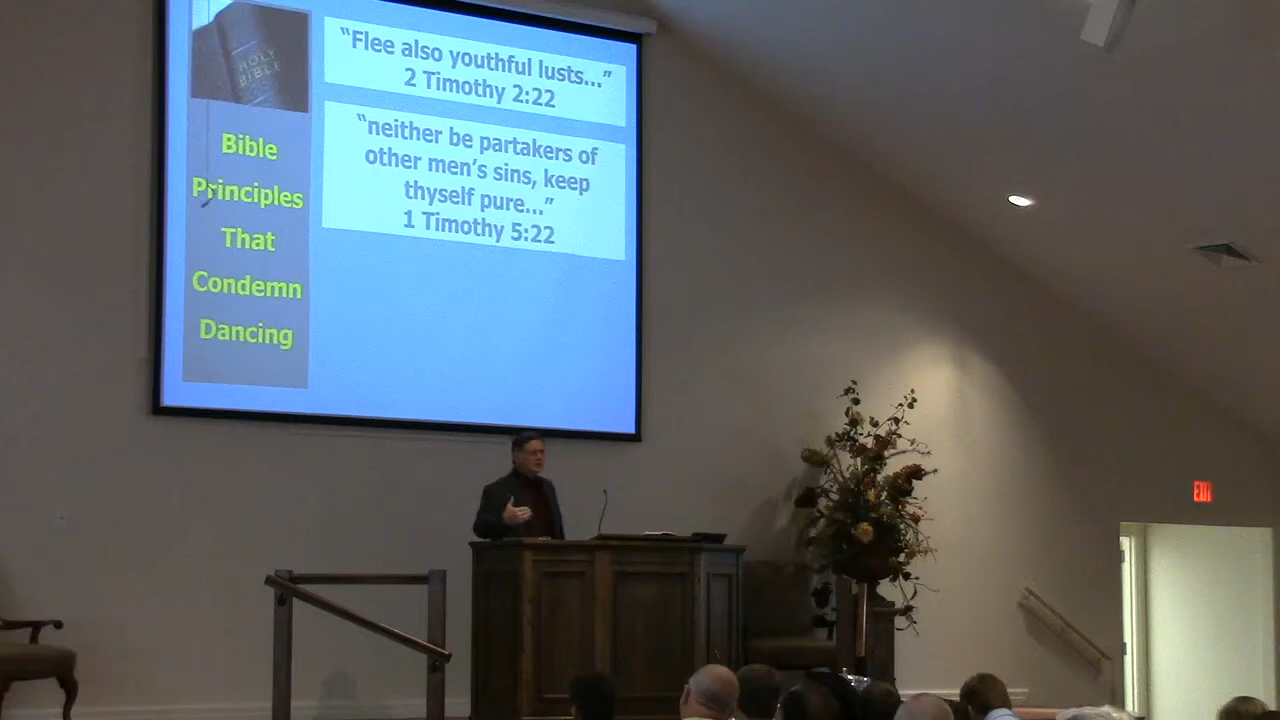 HOLY
BIBLE
Bible
Principles
That
Condemn
Dancing
“Flee also youthful lusts...”
2 Timothy 2:22
“neither be partakers of
other men’s sins, keep
thyself pure...”
1 Timothy 5:22
EXIT